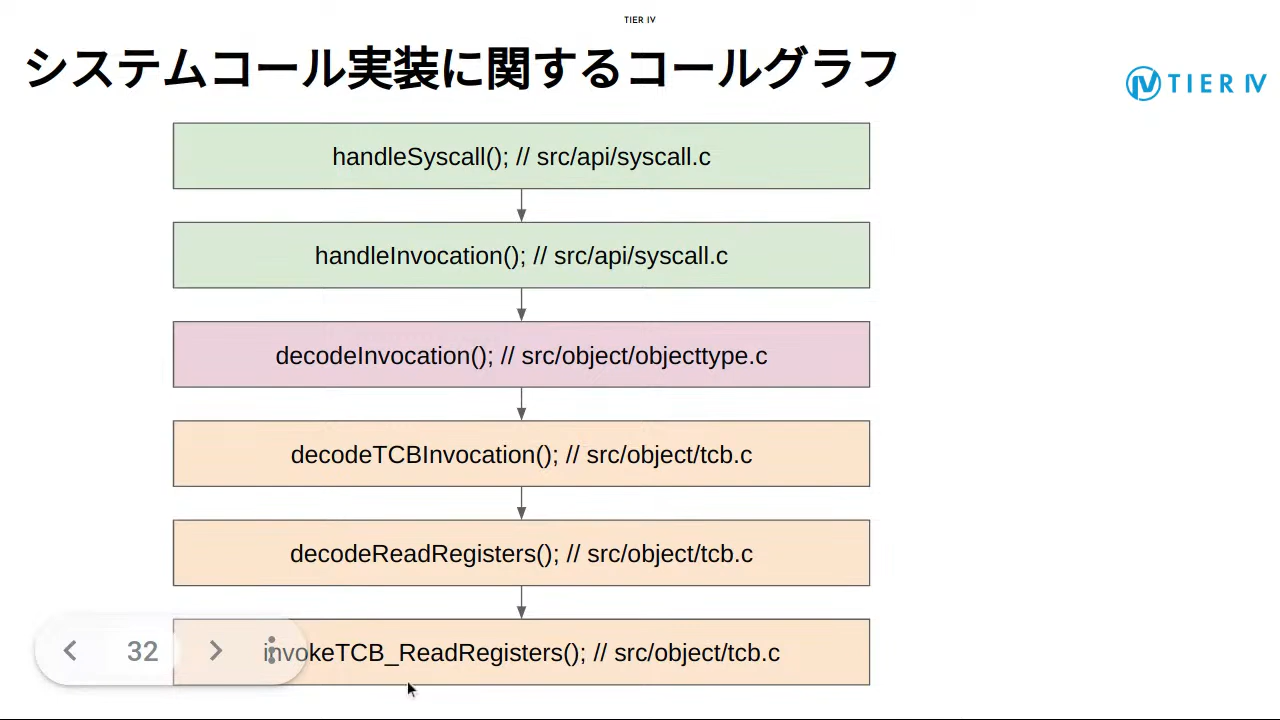 TIER IV
システムコール実装に関するコールグラフ
TIER IV
handleSyscall(); // src/api/syscall.c
handleInvocation(); // src/api/syscall.c
decodeInvocation(); // src/object/objecttype.c
decodeTCBInvocation(); // src/object/tcb.c
decodeReadRegisters(); // src/object/tcb.c
invokeTCB_ReadRegisters(); // src/object/tcb.c
32